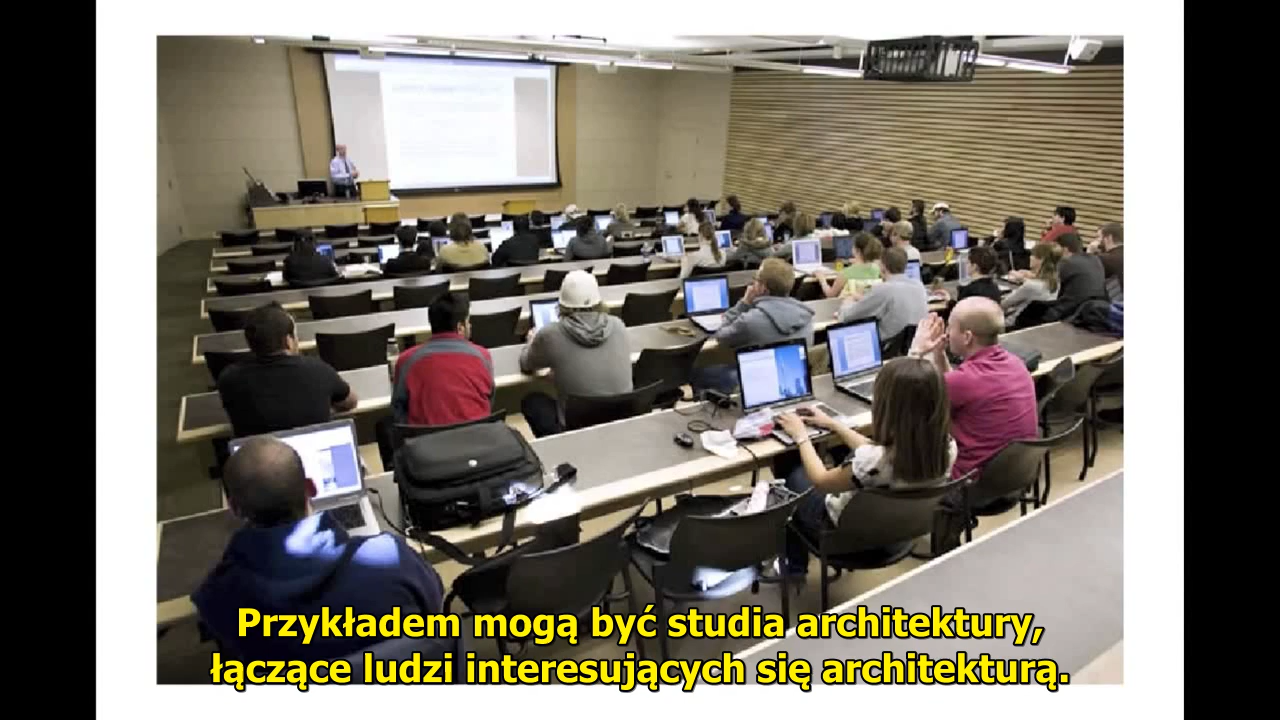 Przykładem mogą być studia architektury,
łączące ludzi interesujących się architekturą.